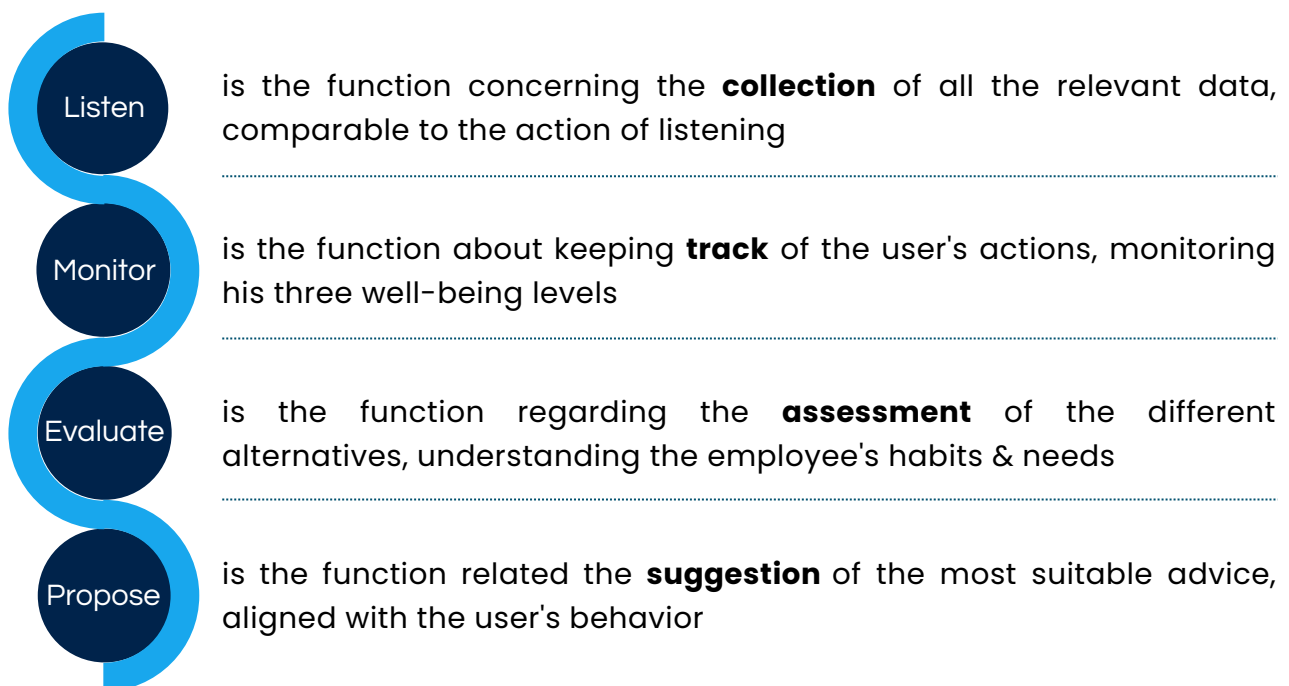 Listen
is the function concerning the collection of all the relevant data,
comparable to the action of listening
Monitor
is the function about keeping track of the user's actions, monitoring
his three well-being levels
Evaluate
is the function regarding the assessment of the different
alternatives, understanding the employee's habits & needs
Propose
is the function related the suggestion of the most suitable advice,
aligned with the user's behavior